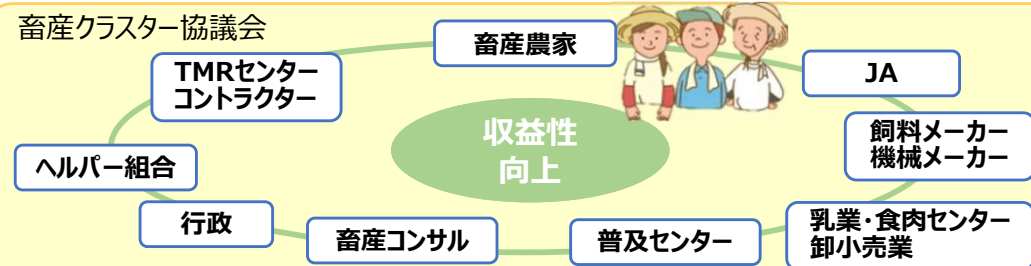 畜産クラスター協議会
畜産農家
TMRセンター
コントラクター
JA
収益性
向上
飼料メーカー
機械メーカー
ヘルパー組合
行政
畜産コンサル
普及センター
乳業・食肉センター
卸小売業